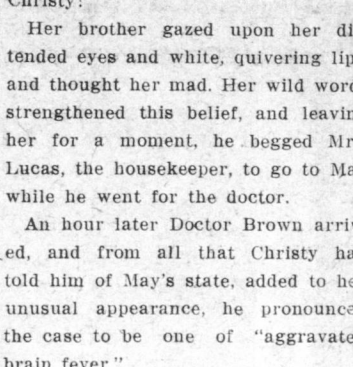 Christy!
Her brother gazed upon her di
tended eyes and white, quivering lip
and thought her mad. Her wild word
strengthened this belief, and leavin
her for a moment, he begged Mr
Lucas, the housekeeper, to go to Ma
while he went for the doctor.
An hour later Doctor Brown arriv
ed, and from all that Christy ha
told him of May's state, added to he
unusual appearance, he pronounce
the case to be one of "aggravate
brain fever."